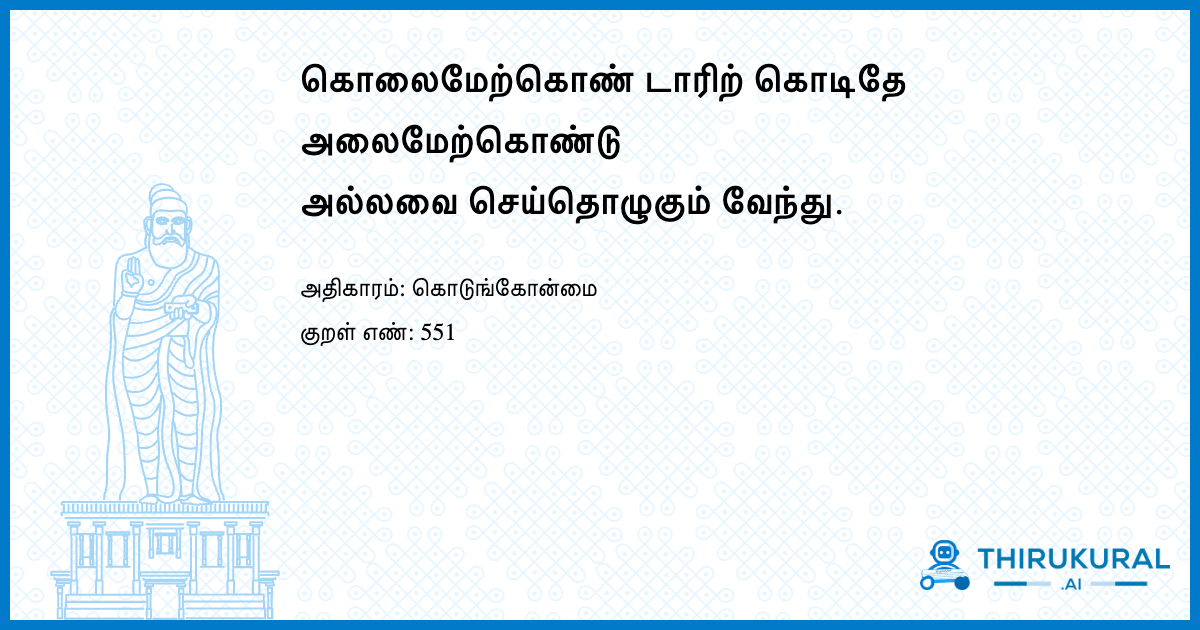 கொலைமேற்கொண் டாரிற் கொடிதே
அலைமேற்கொண்டு
அல்லவை செய்தொழுகும் வேந்து.
அதிகாரம்: கொடுங்கோன்மை
குறள் எண்: 551
THIRUKURAL
.AI